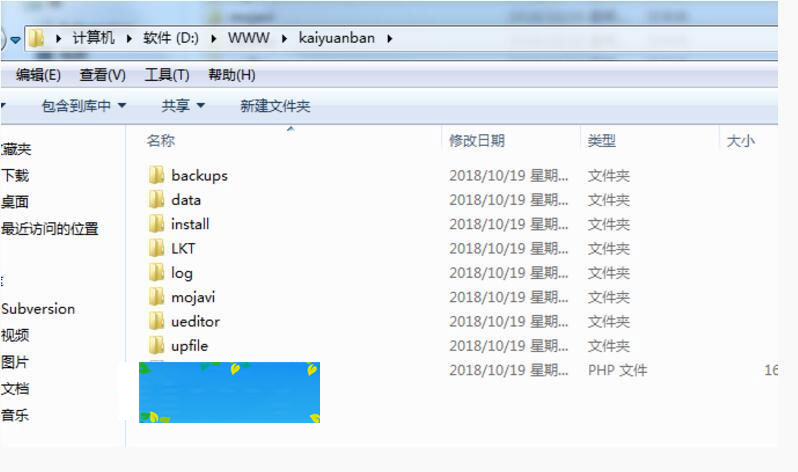 计算机 软件 (D:) WWW kaiyuanban
编辑(E) 查看(V) 工具(T) 帮助(H)
包含到库中 共享 新建文件夹
名称 修改日期 类型 大小
藏夹
下载
桌面
最近访问的位置
Subversion
视频
图片
文档
音乐
backups 2018/10/19 星期... 文件夹
data 2018/10/19 星期... 文件夹
install 2018/10/19 星期... 文件夹
LKT 2018/10/19 星期... 文件夹
log 2018/10/19 星期... 文件夹
mojavi 2018/10/19 星期... 文件夹
ueditor 2018/10/19 星期... 文件夹
upfile 2018/10/19 星期... 文件夹
2018/10/19 星期... PHP 文件 16